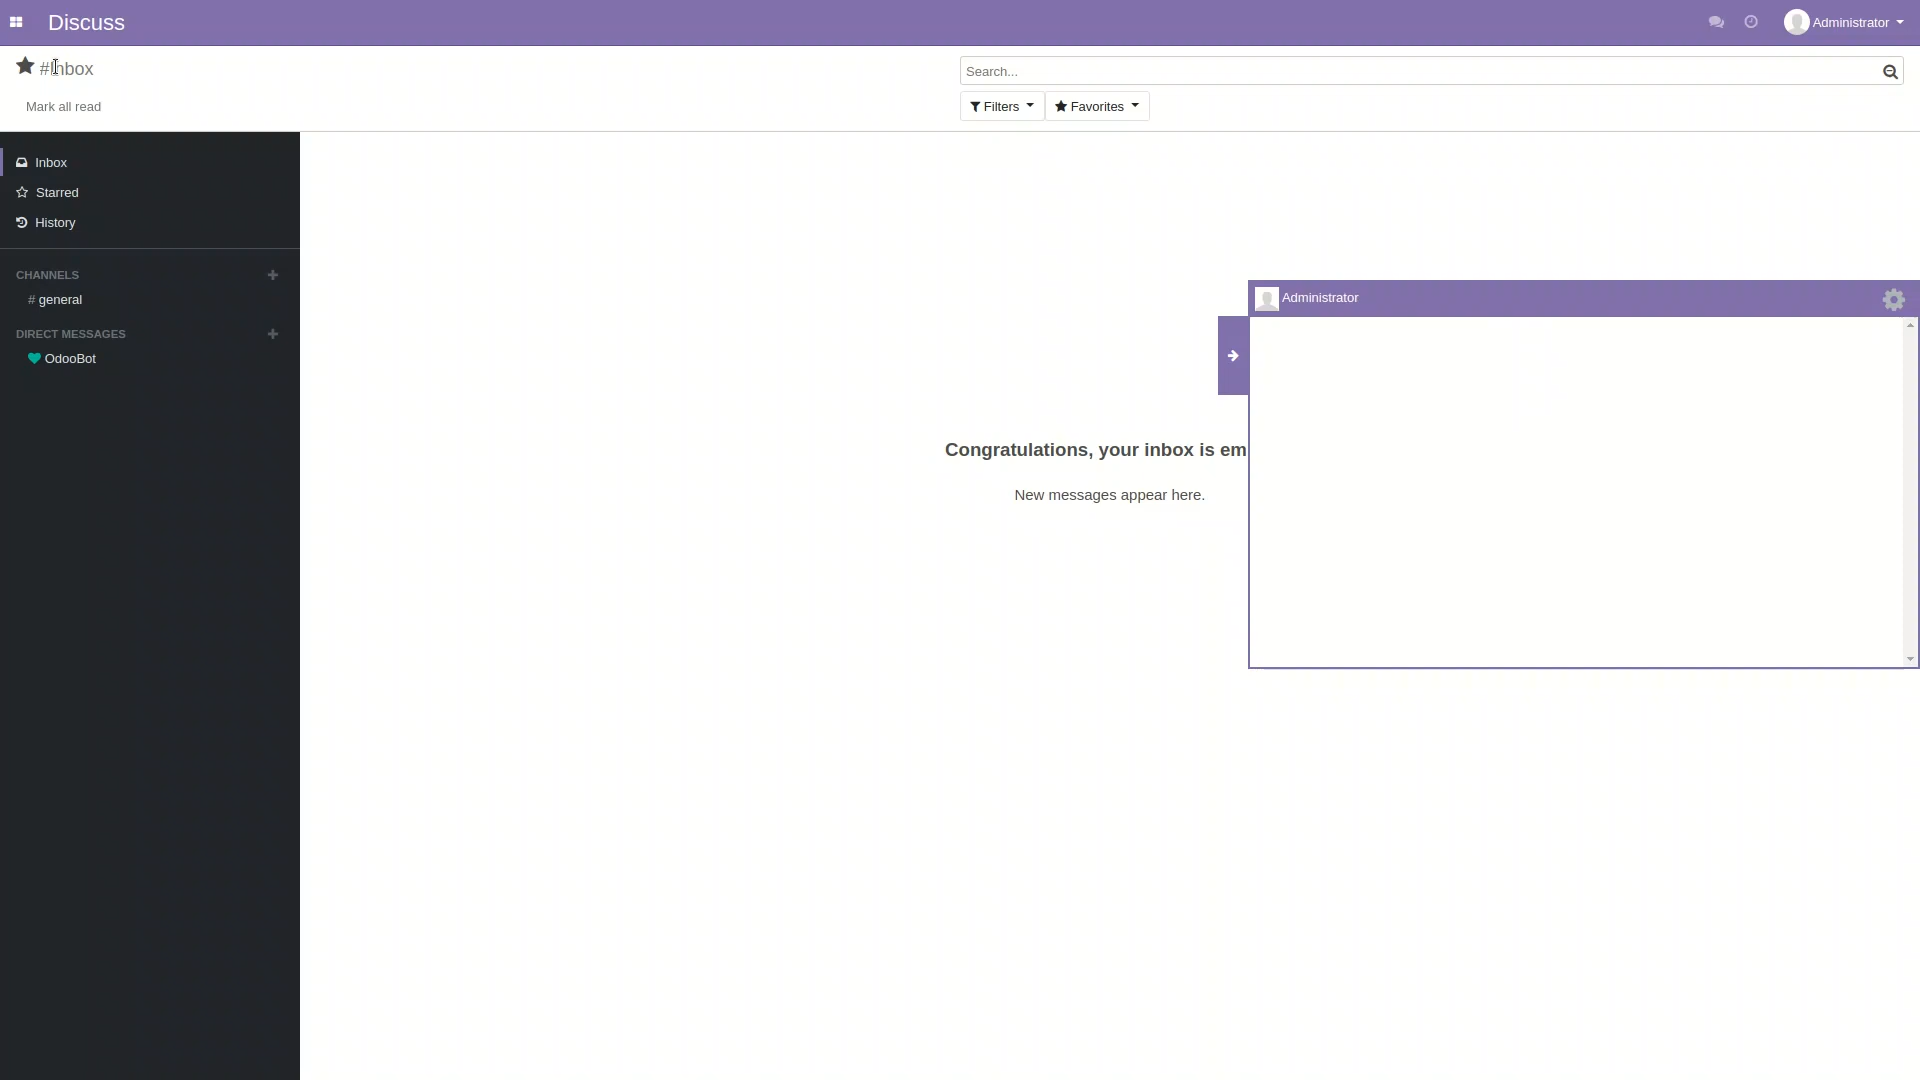 Discuss
Administrator
#Inbox
Search...
Mark all read
Filters
Favorites
Inbox
Starred
History
CHANNELS
# general
DIRECT MESSAGES
OdooBot
Administrator
Congratulations, your inbox is em
New messages appear here.